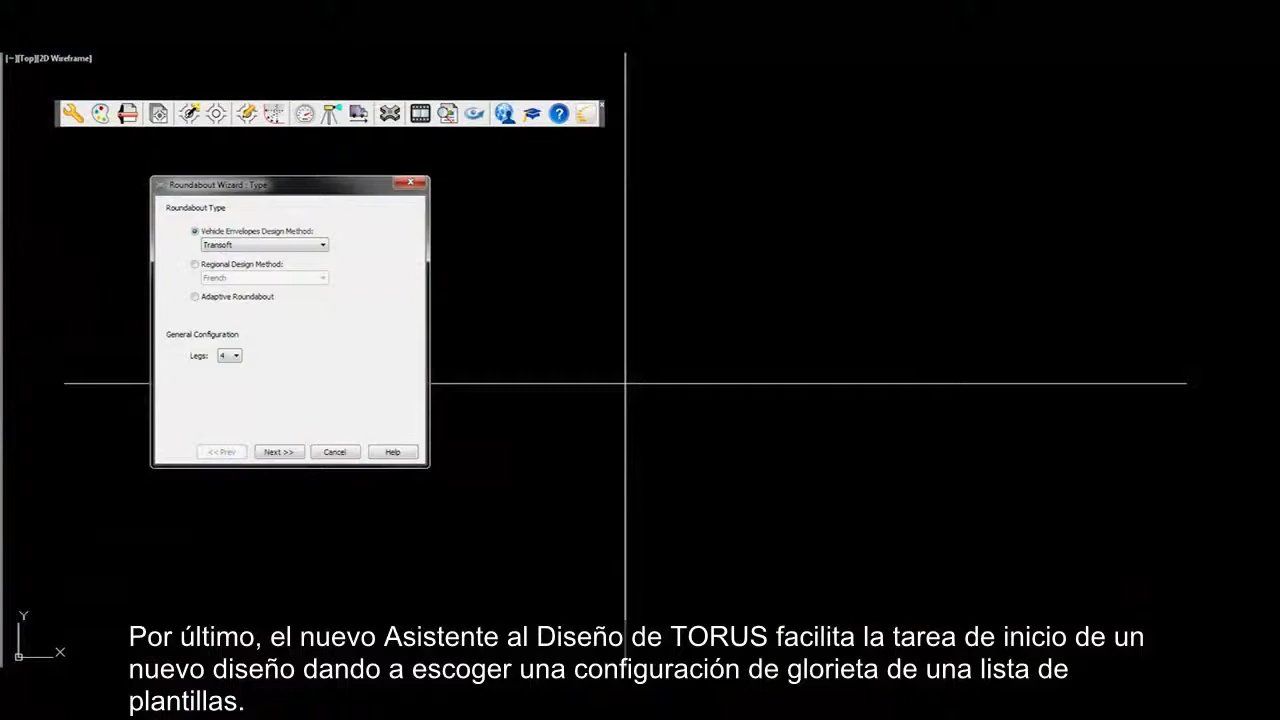 [−][Top][2D Wireframe]
Roundabout Wizard : Type
Roundabout Type
Vehicle Envelopes Design Method:
Transoft
Regional Design Method:
French
Adaptive Roundabout
General Configuration
Legs: 4
<< Prev Next >> Cancel Help
Y
X
Por último, el nuevo Asistente al Diseño de TORUS facilita la tarea de inicio de un
nuevo diseño dando a escoger una configuración de glorieta de una lista de
plantillas.